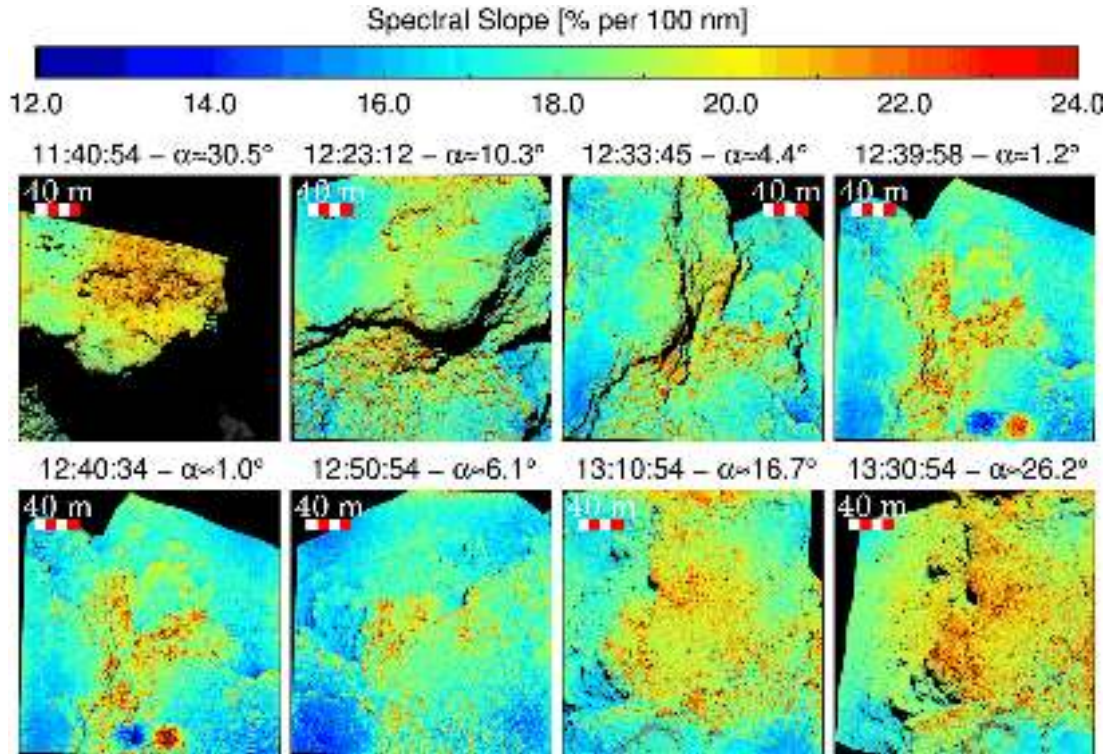 Spectral Slope [% per 100 nm]
12.0 14.0 16.0 18.0 20.0 22.0 24.0
11:40:54 – α≈30.5° 12:23:12 – α≈10.3° 12:33:45 – α≈4.4° 12:39:58 – α≈1.2°
40 m 40 m 40 m 40 m
12:40:34 – α≈1.0° 12:50:54 – α≈6.1° 13:10:54 – α≈16.7° 13:30:54 – α≈26.2°
40 m 40 m 40 m 40 m